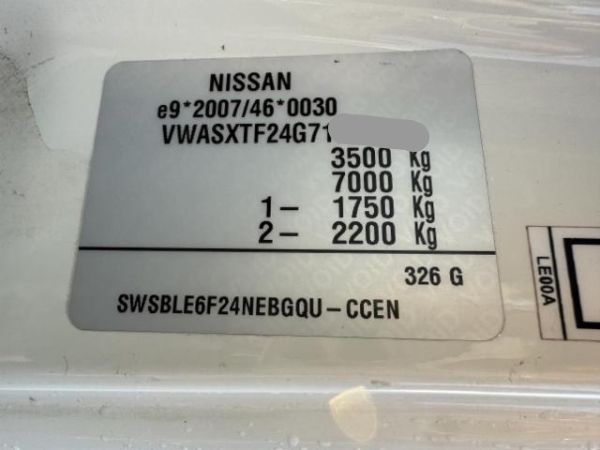 NISSAN
e9*2007/46*0030
VWASXTF24G71
3500 Kg
7000 Kg
1- 1750 Kg
2- 2200 Kg
326 G
SWSBLE6F24NEBGQU-CCEN
LE00A